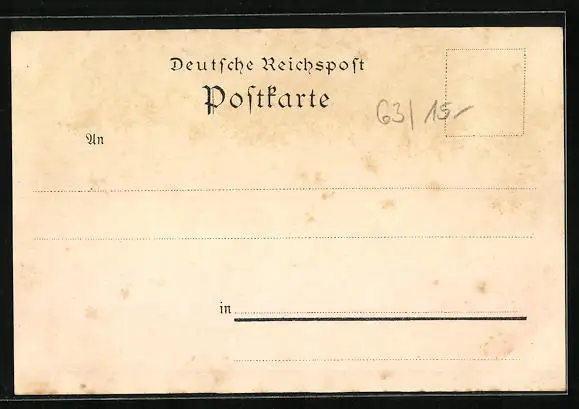 Deutſche Reichspoſt
Poſtkarte
63/15-
An
in